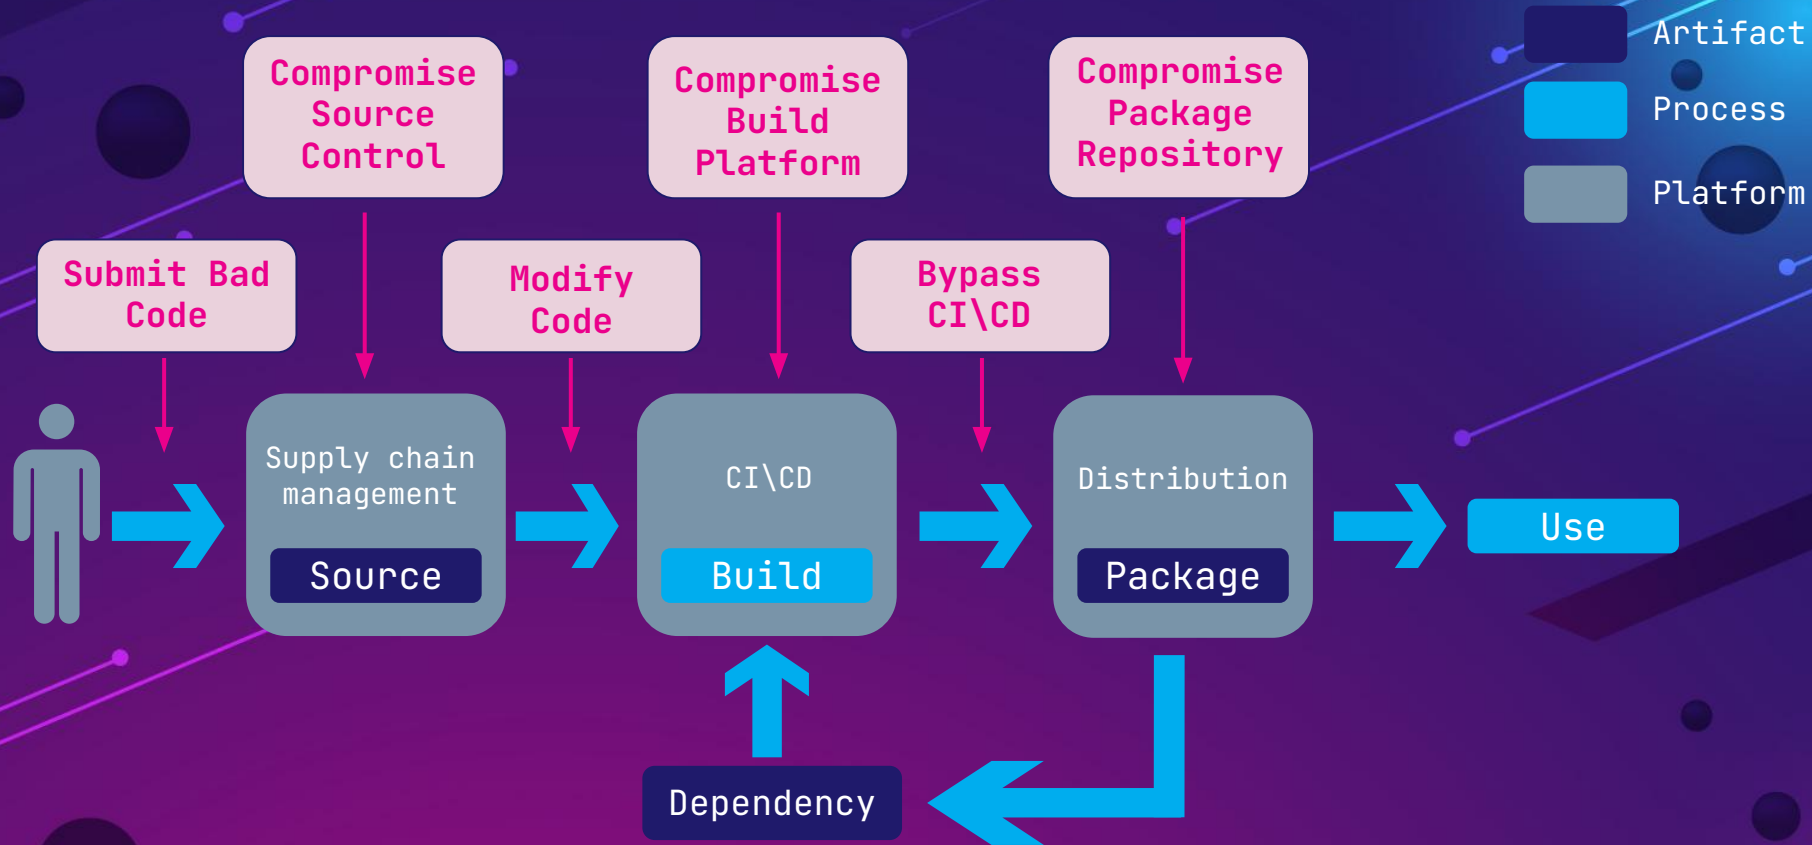 Artifact
Process
Platform
Compromise
Source
Control
Compromise
Build
Platform
Compromise
Package
Repository
Submit Bad
Code
Modify
Code
Bypass
CI\CD
Supply chain
management
Source
CI\CD
Build
Distribution
Package
Use
Dependency